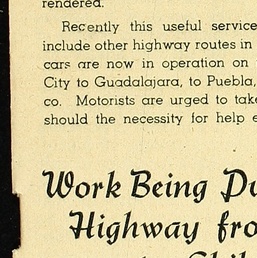 rendered.
Recently this useful service
include other highway routes in
cars are now in operation on
City to Guadalajara, to Puebla,
co. Motorists are urged to take
should the necessity for help
Work Being
Highway